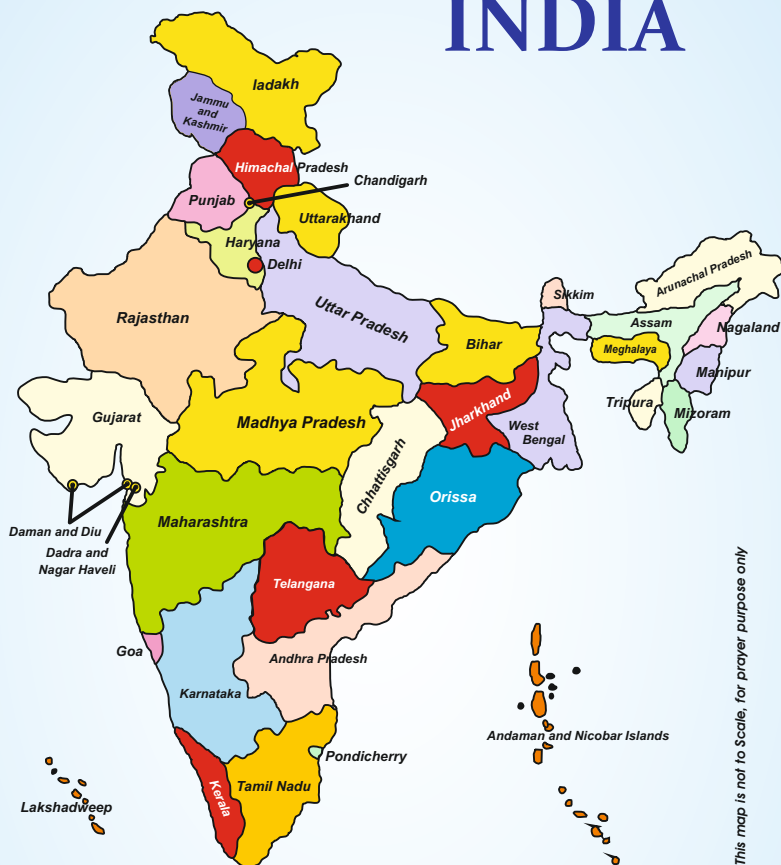 INDIA
ladakh
Jammu
and
Kashmir
Himachal Pradesh
Chandigarh
Punjab
Uttarakhand
Haryana
Delhi
Rajasthan
Uttar Pradesh
Bihar
Sikkim
Arunachal Pradesh
Assam
Nagaland
Meghalaya
Manipur
Tripura
Mizoram
Gujarat
Madhya Pradesh
Jharkhand
West
Bengal
Chhattisgarh
Orissa
Daman and Diu
Dadra and
Nagar Haveli
Maharashtra
Telangana
Goa
Andhra Pradesh
Karnataka
Pondicherry
Tamil Nadu
Kerala
Lakshadweep
Andaman and Nicobar Islands
This map is not to Scale, for prayer purpose only